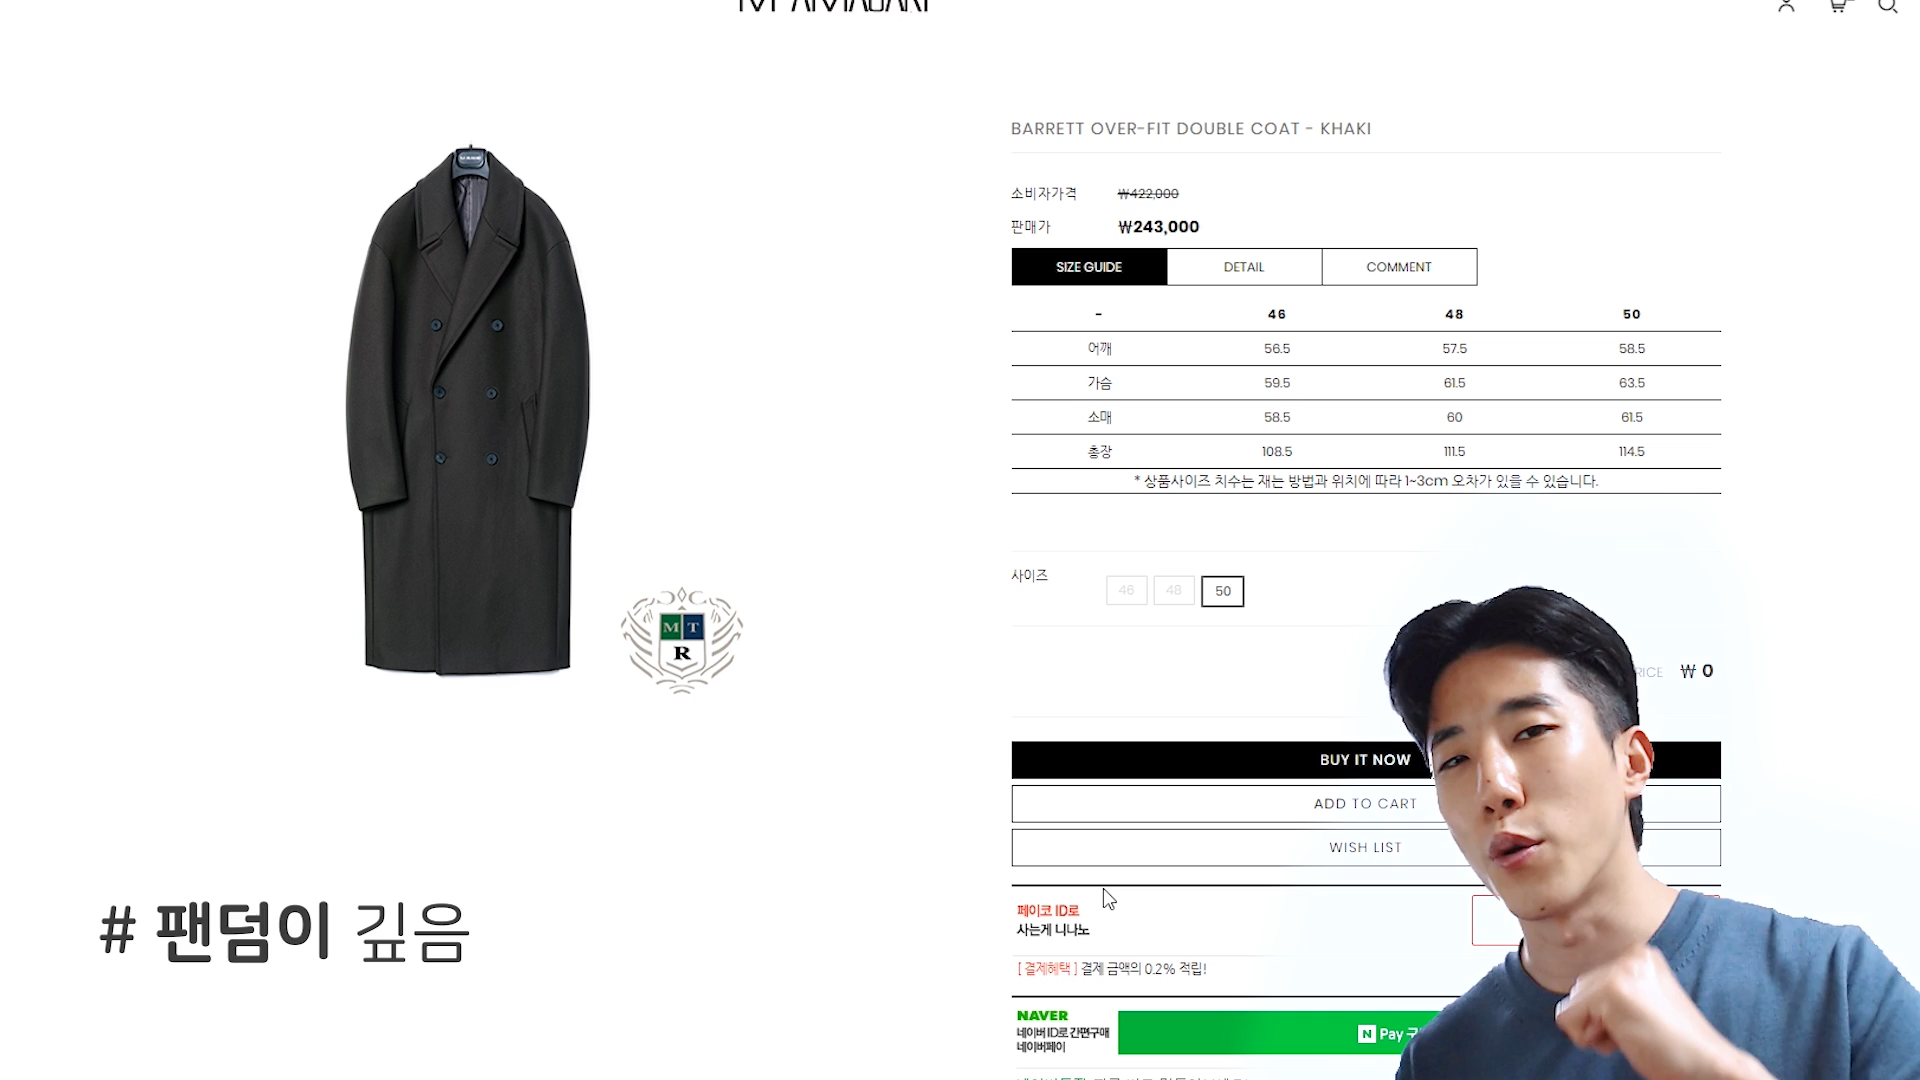 BARRETT OVER-FIT DOUBLE COAT - KHAKI
소비자가격 ₩422,000
판매가 ₩243,000
SIZE GUIDE DETAIL COMMENT
- 46 48 50
어깨 56.5 57.5 58.5
가슴 59.5 61.5 63.5
소매 58.5 60 61.5
총장 108.5 111.5 114.5
* 상품사이즈 치수는 재는 방법과 위치에 따라 1~3cm 오차가 있을 수 있습니다.
사이즈 46 48 50
M T
R
₩ 0
BUY IT NOW
ADD TO CART
WISH LIST
# 팬덤이 깊음
페이코 ID로
사는게 니나노
[ 결제혜택 ] 결제 금액의 0.2% 적립!
NAVER
네이버 ID로 간편구매
네이버페이
N Pay